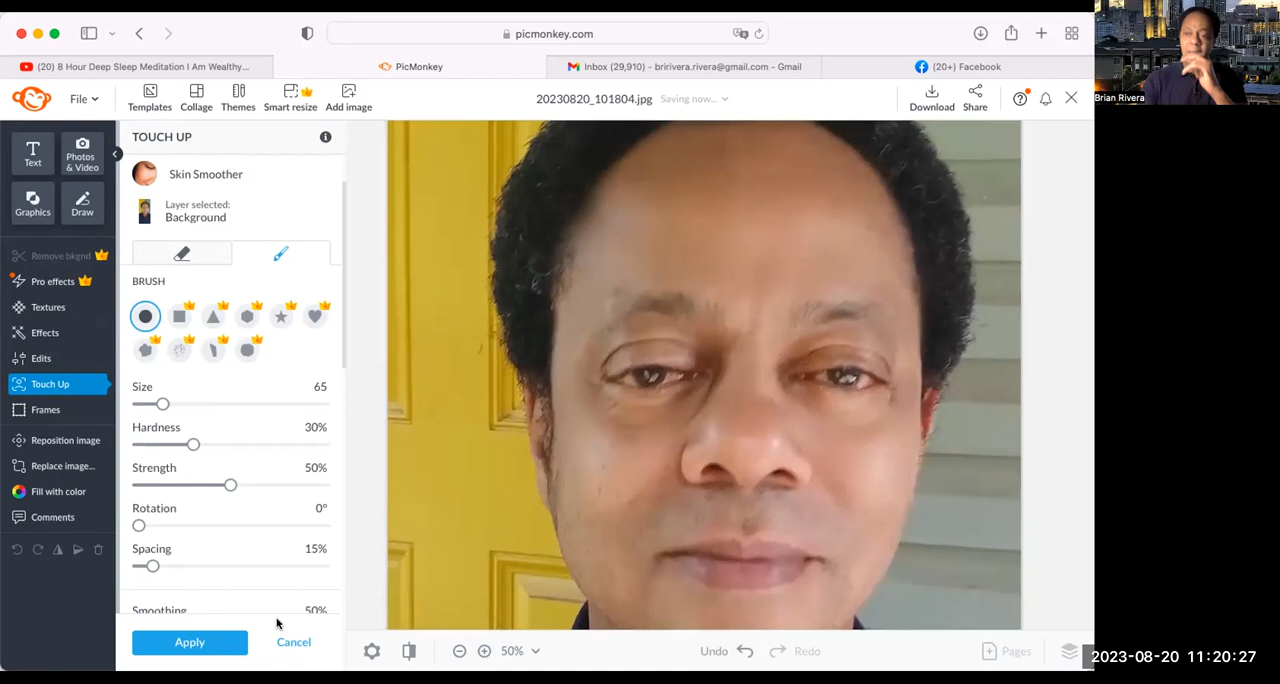 picmonkey.com
(20) 8 Hour Deep Sleep Meditation I Am Wealthy...
PicMonkey
Inbox (29,910) - bririvera.rivera@gmail.com - Gmail
(20+) Facebook
Brian Rivera
File
Templates
Collage
Themes
Smart resize
Add image
20230820_101804.jpg
Saving now...
Download
Share
Text
Photos
& Video
Graphics
Draw
Remove bkgnd
Pro effects
Textures
Effects
Edits
Touch Up
Frames
Reposition image
Replace image...
Fill with color
Comments
TOUCH UP
Skin Smoother
Layer selected:
Background
BRUSH
Size 65
Hardness 30%
Strength 50%
Rotation 0°
Spacing 15%
Smoothing 50%
Apply
Cancel
50%
Undo
Redo
Pages
2023-08-20 11:20:27